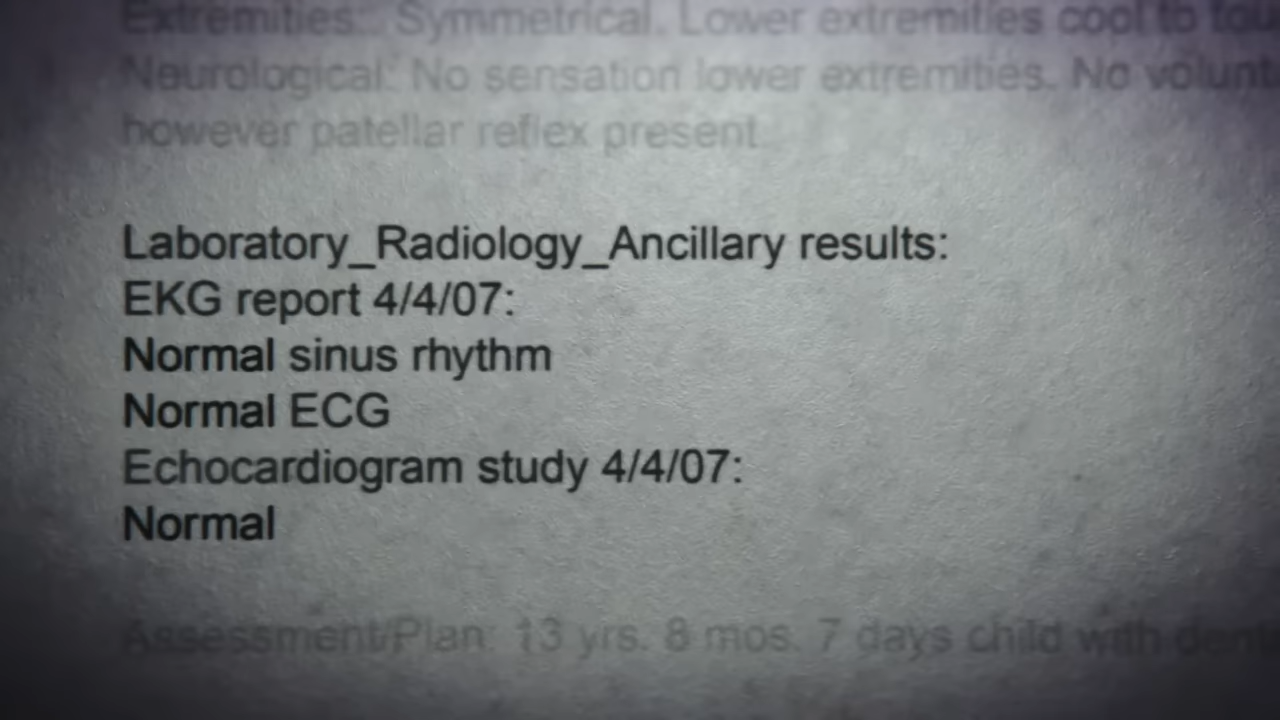 Extremities: Symmetrical. Lower extremities cool to
Neurological: No sensation lower extremities. No
however patellar reflex present
Laboratory_Radiology_Ancillary results:
EKG report 4/4/07:
Normal sinus rhythm
Normal ECG
Echocardiogram study 4/4/07:
Normal
Assessment/Plan: 13 yrs. 8 mos. 7 days child with